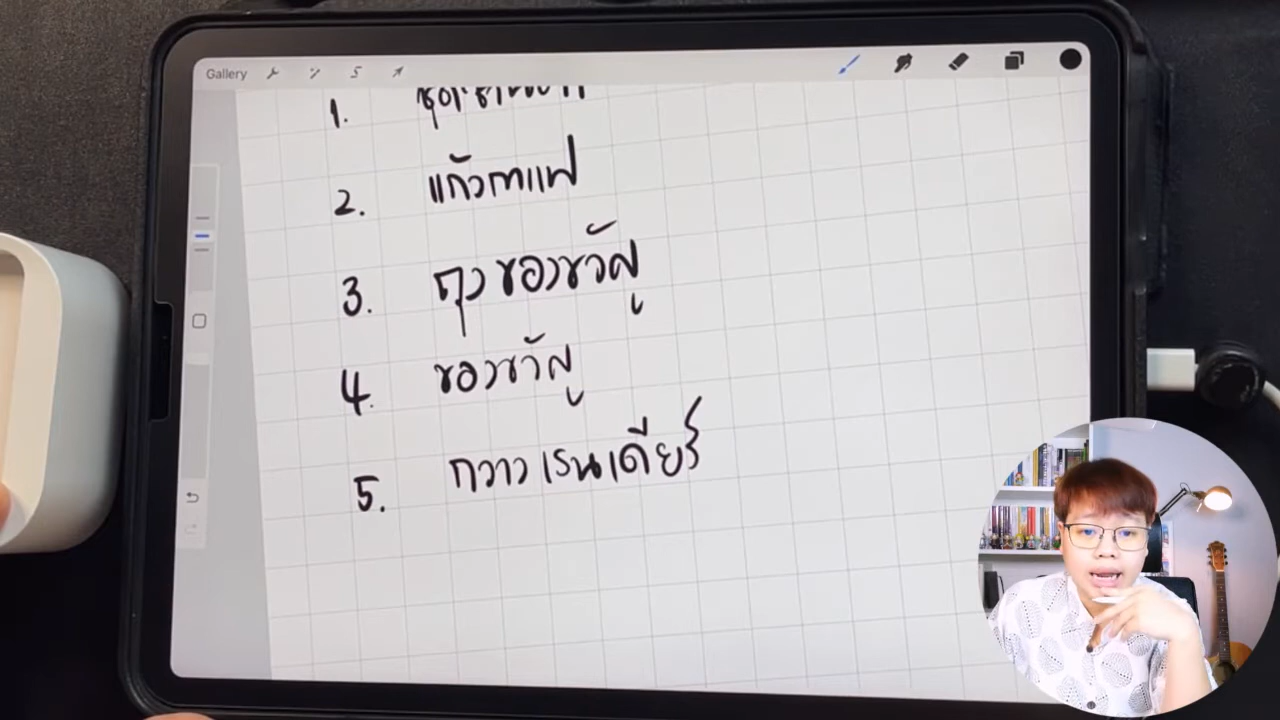 Gallery
1.
2. แก้วกาแฟ
3. ถุงของขวัญ
4. ของขวัญ
5. กวางเรนเดียร์